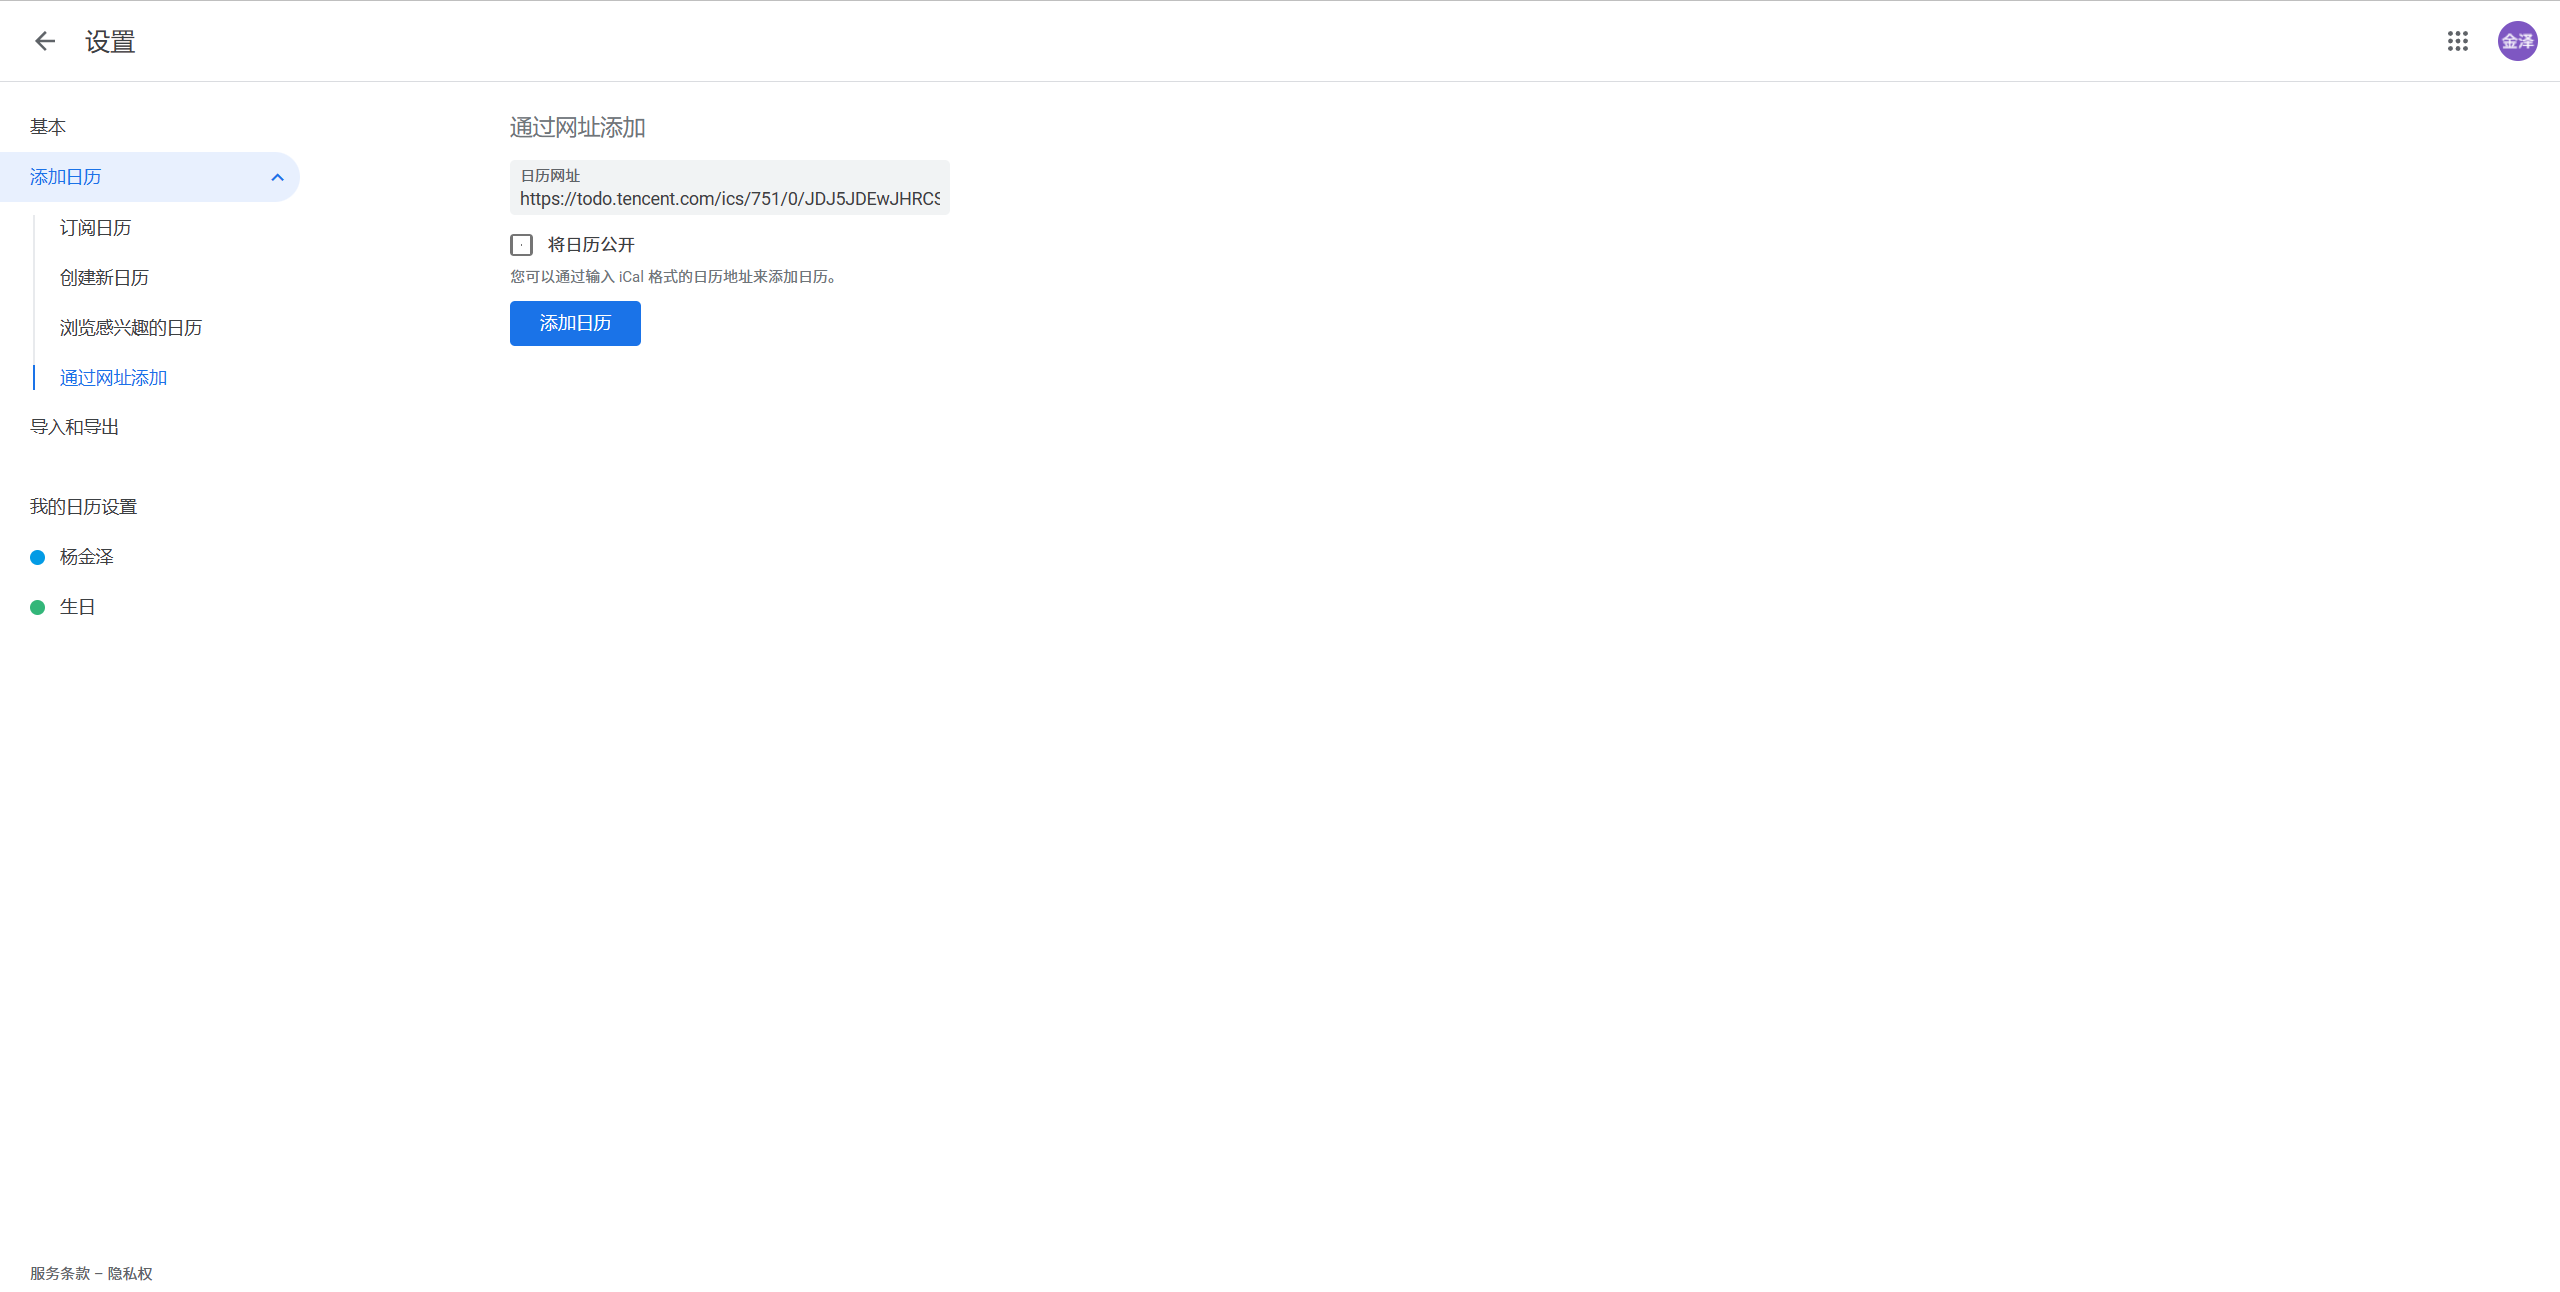 设置
金泽
基本
添加日历
订阅日历
创建新日历
浏览感兴趣的日历
通过网址添加
导入和导出
我的日历设置
杨金泽
生日
通过网址添加
日历网址
https://todo.tencent.com/ics/751/0/JDJ5JDEwJHRCS
将日历公开
您可以通过输入 iCal 格式的日历地址来添加日历。
添加日历
服务条款 – 隐私权